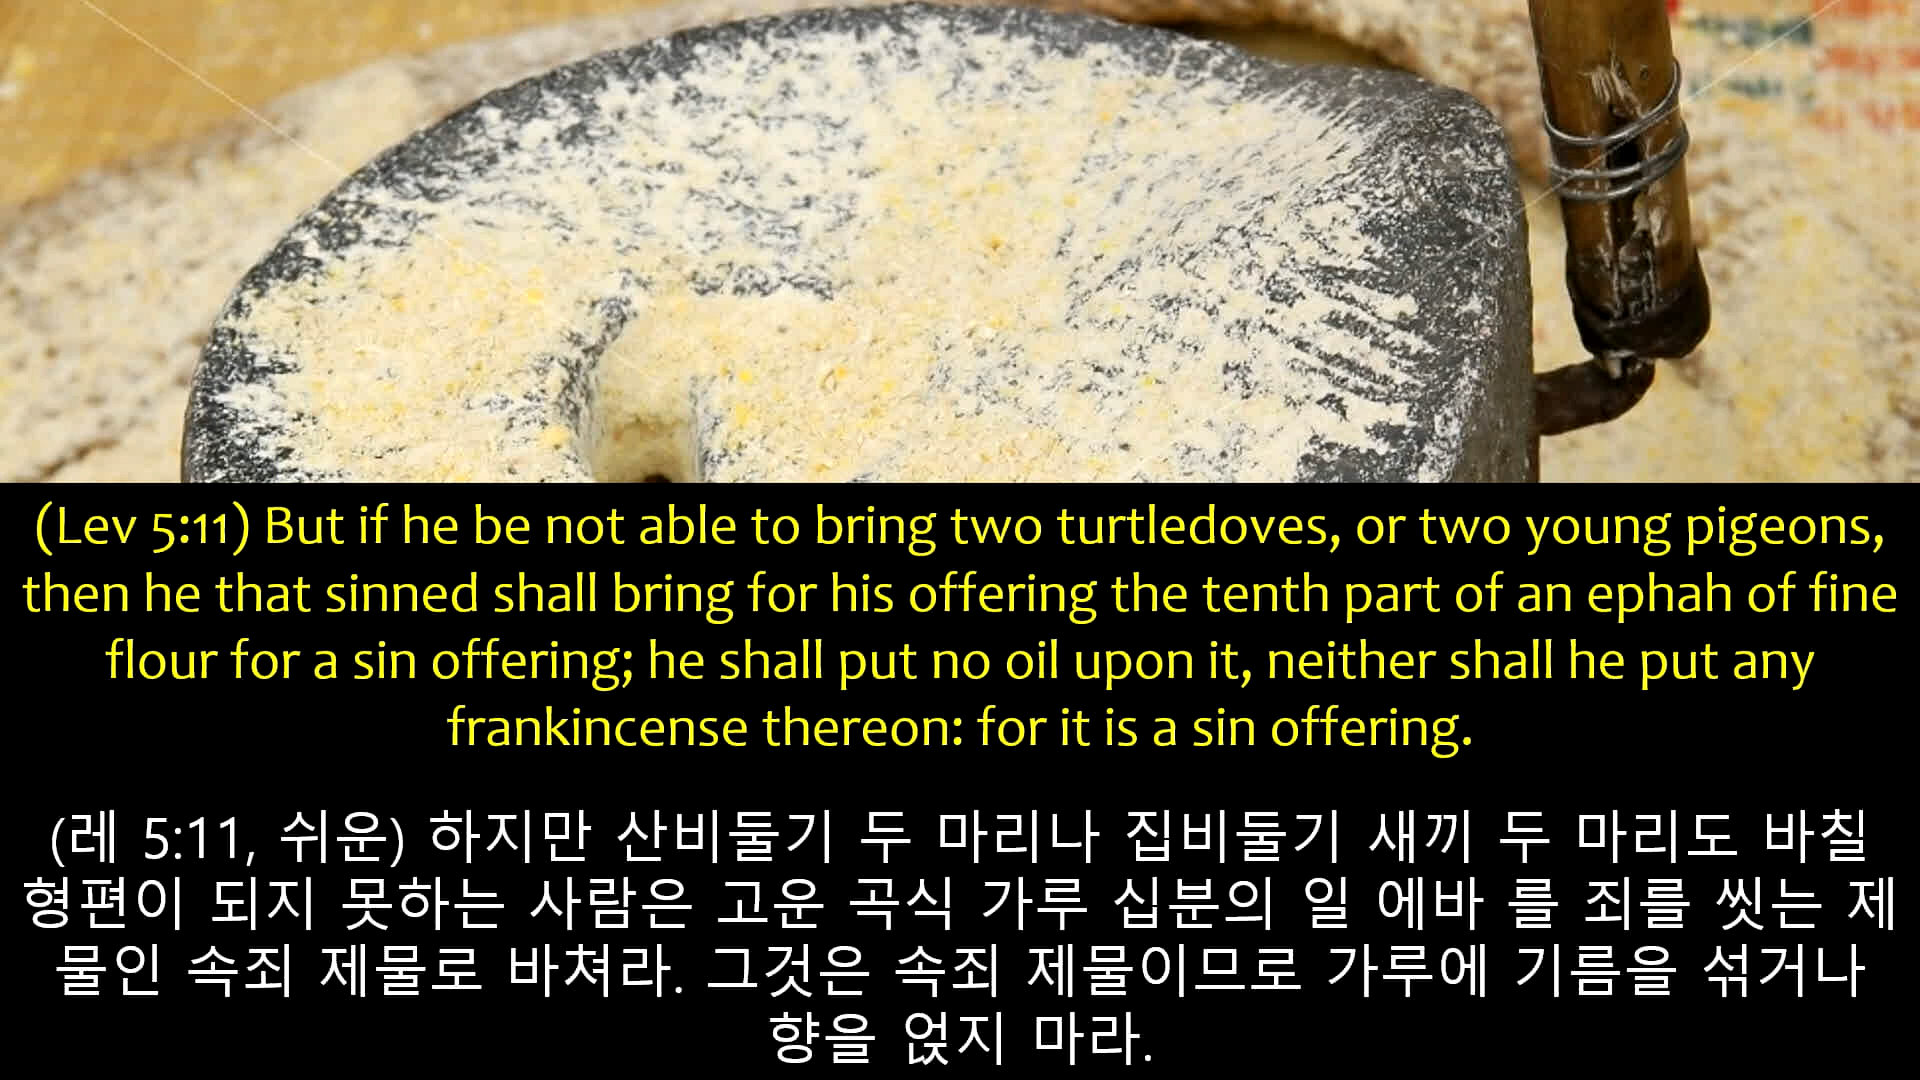 (Lev 5:11) But if he be not able to bring two turtledoves, or two young pigeons,
then he that sinned shall bring for his offering the tenth part of an ephah of fine
flour for a sin offering; he shall put no oil upon it, neither shall he put any
frankincense thereon: for it is a sin offering.
(레 5:11, 쉬운) 하지만 산비둘기 두 마리나 집비둘기 새끼 두 마리도 바칠
형편이 되지 못하는 사람은 고운 곡식 가루 십분의 일 에바 를 죄를 씻는 제
물인 속죄 제물로 바쳐라. 그것은 속죄 제물이므로 가루에 기름을 섞거나
향을 얹지 마라.